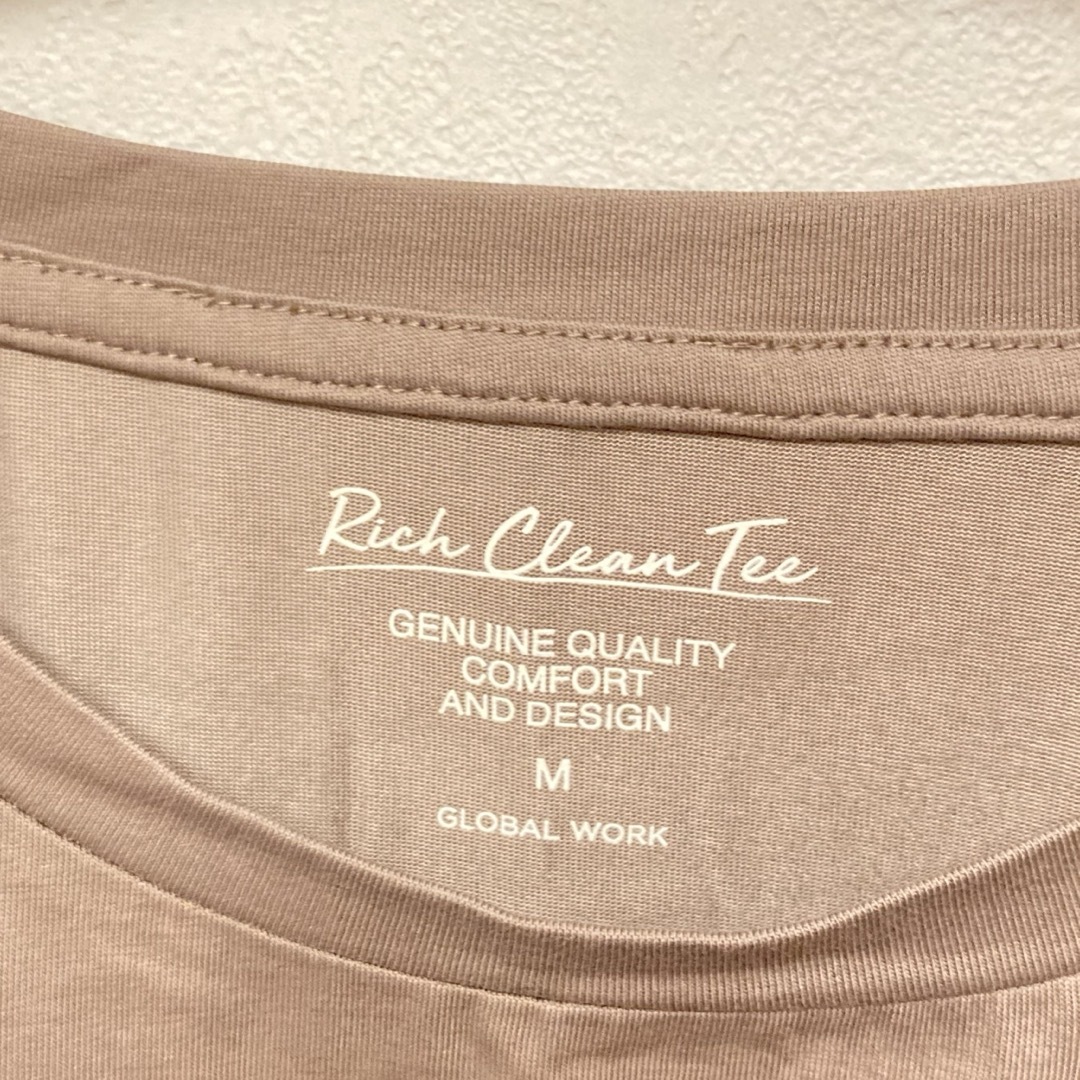 Rich Clean Tee
GENUINE QUALITY
COMFORT
AND DESIGN
M
GLOBAL WORK